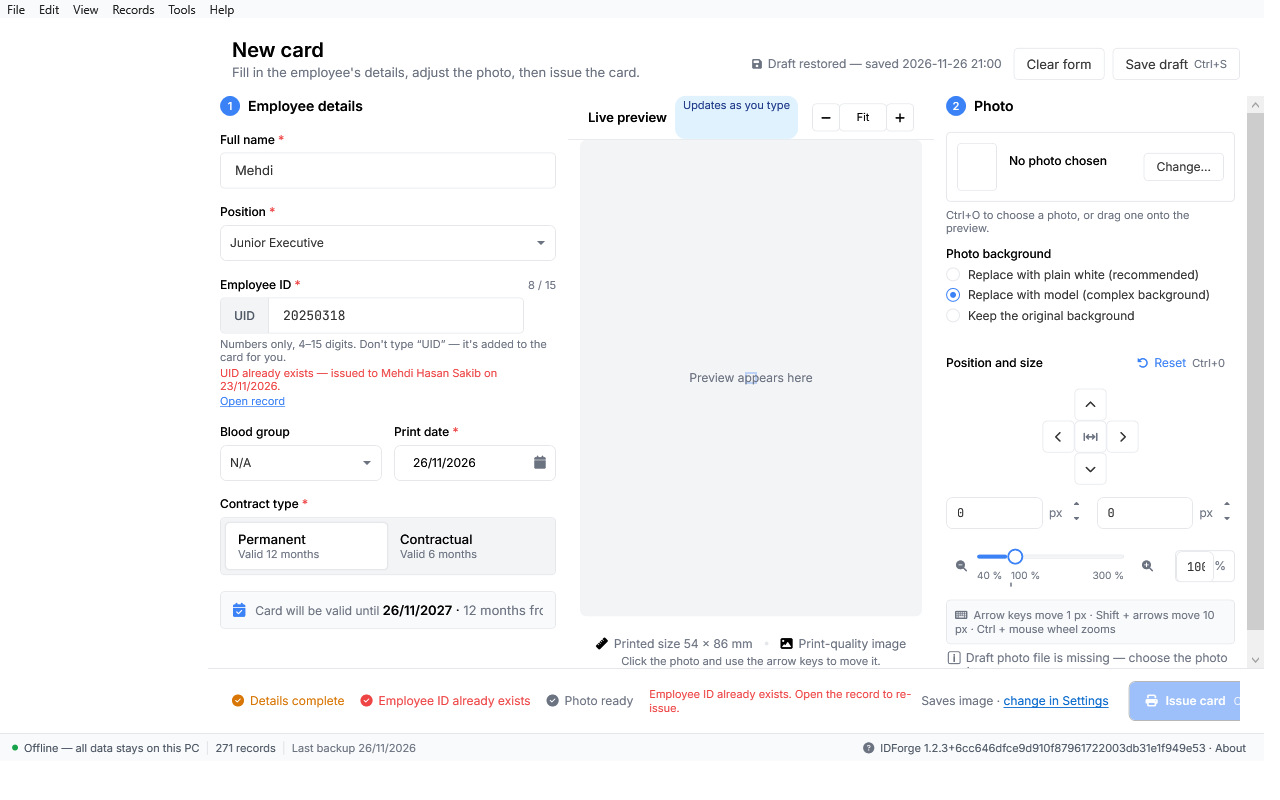 File Edit View Records Tools Help
New card
Fill in the employee's details, adjust the photo, then issue the card.
Draft restored — saved 2026-11-26 21:00
Clear form
Save draft Ctrl+S
1 Employee details
Full name *
Mehdi
Position *
Junior Executive
Employee ID *
8 / 15
UID
20250318
Numbers only, 4–15 digits. Don't type “UID” — it's added to the
card for you.
UID already exists — issued to Mehdi Hasan Sakib on
23/11/2026.
Open record
Blood group
Print date *
N/A
26/11/2026
Contract type *
Permanent
Valid 12 months
Contractual
Valid 6 months
Card will be valid until 26/11/2027 · 12 months frc
Live preview
Updates as you type
Fit
Preview appears here
Printed size 54 × 86 mm
Print-quality image
Click the photo and use the arrow keys to move it.
2 Photo
No photo chosen
Change...
Ctrl+O to choose a photo, or drag one onto the
preview.
Photo background
Replace with plain white (recommended)
Replace with model (complex background)
Keep the original background
Position and size
Reset Ctrl+0
0 px
0 px
40 % 100 % 300 %
100 %
Arrow keys move 1 px · Shift + arrows move 10
px · Ctrl + mouse wheel zooms
Draft photo file is missing — choose the photo
Details complete
Employee ID already exists
Photo ready
Employee ID already exists. Open the record to re-
issue.
Saves image · change in Settings
Issue card
Offline — all data stays on this PC
271 records
Last backup 26/11/2026
IDForge 1.2.3+6cc646dfce9d910f87961722003db31e1f949e53 · About